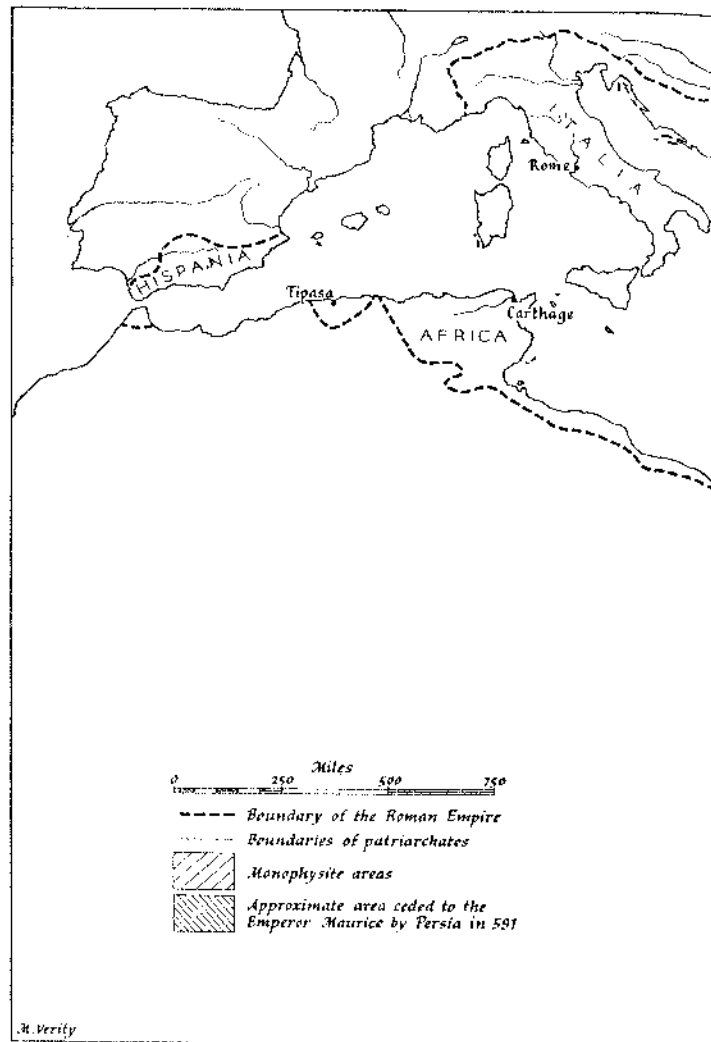 ITALIA
Rome
HISPANIA
Tipasa
Carthage
AFRICA
Miles
0 250 500 750
Boundary of the Roman Empire
Boundaries of patriarchates
Monophysite areas
Approximate area ceded to the
Emperor Maurice by Persia in 591
M. Verity